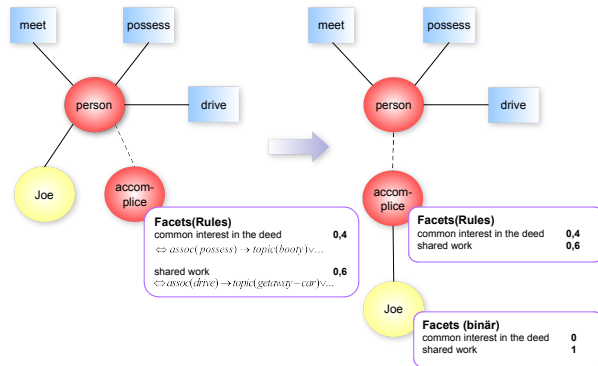 meet
possess
person
drive
Joe
accom-
plice
Facets(Rules)
common interest in the deed 0,4
⇔ assoc(possess) → topic(booty)∨...
shared work 0,6
⇔ assoc(drive) → topic(getaway−car)∨...
meet
possess
person
drive
accom-
plice
Facets(Rules)
common interest in the deed 0,4
shared work 0,6
Joe
Facets (binär)
common interest in the deed 0
shared work 1